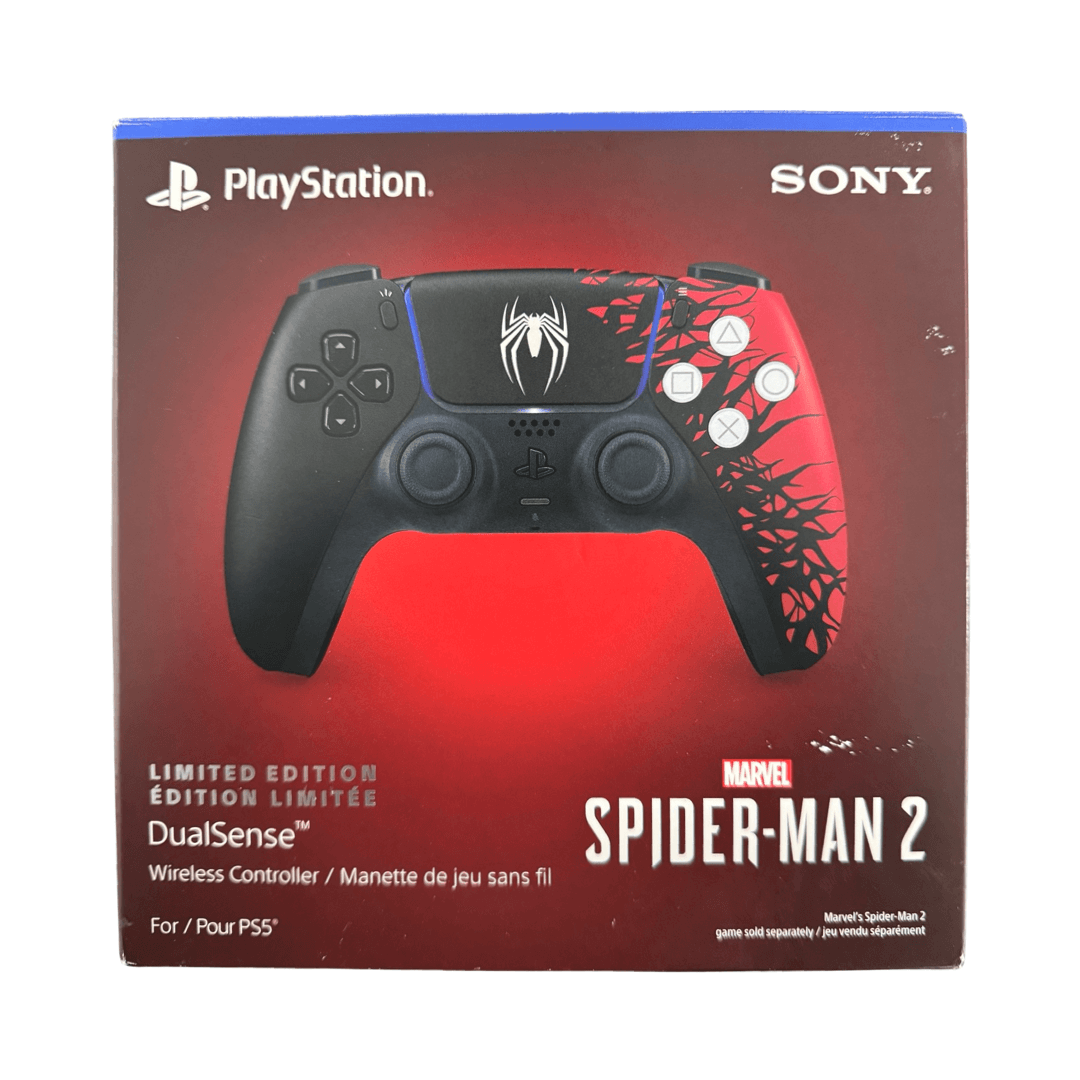 PlayStation®
SONY®
LIMITED EDITION
ÉDITION LIMITÉE
DualSense™
Wireless Controller / Manette de jeu sans fil
For / Pour PS5®
MARVEL
SPIDER-MAN 2
Marvel's Spider-Man 2
game sold separately / jeu vendu séparément